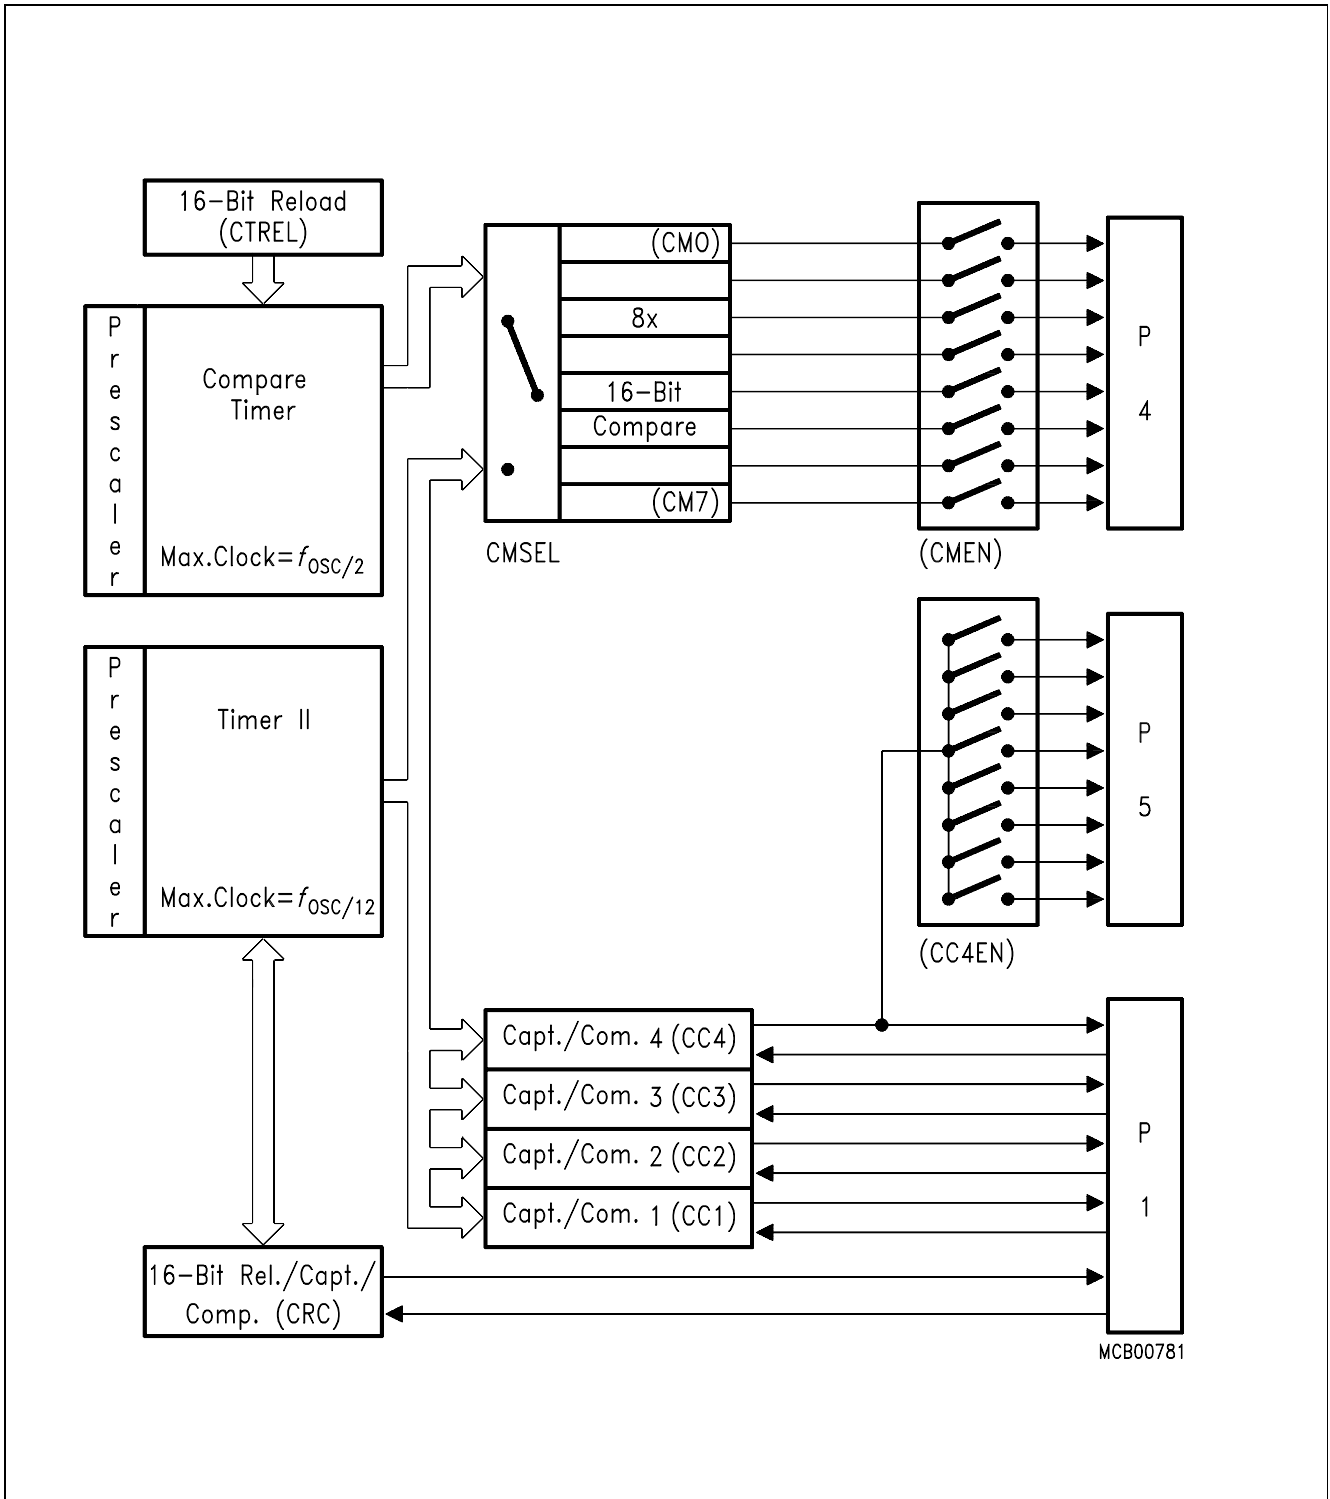 16-Bit Reload
(CTREL)
Prescaler
Compare
Timer
Max.Clock=fOSC/2
Prescaler
Timer II
Max.Clock=fOSC/12
16-Bit Rel./Capt./
Comp. (CRC)
(CM0)
8x
16-Bit
Compare
(CM7)
CMSEL
(CMEN)
P
4
(CC4EN)
P
5
Capt./Com. 4 (CC4)
Capt./Com. 3 (CC3)
Capt./Com. 2 (CC2)
Capt./Com. 1 (CC1)
P
1
MCB00781